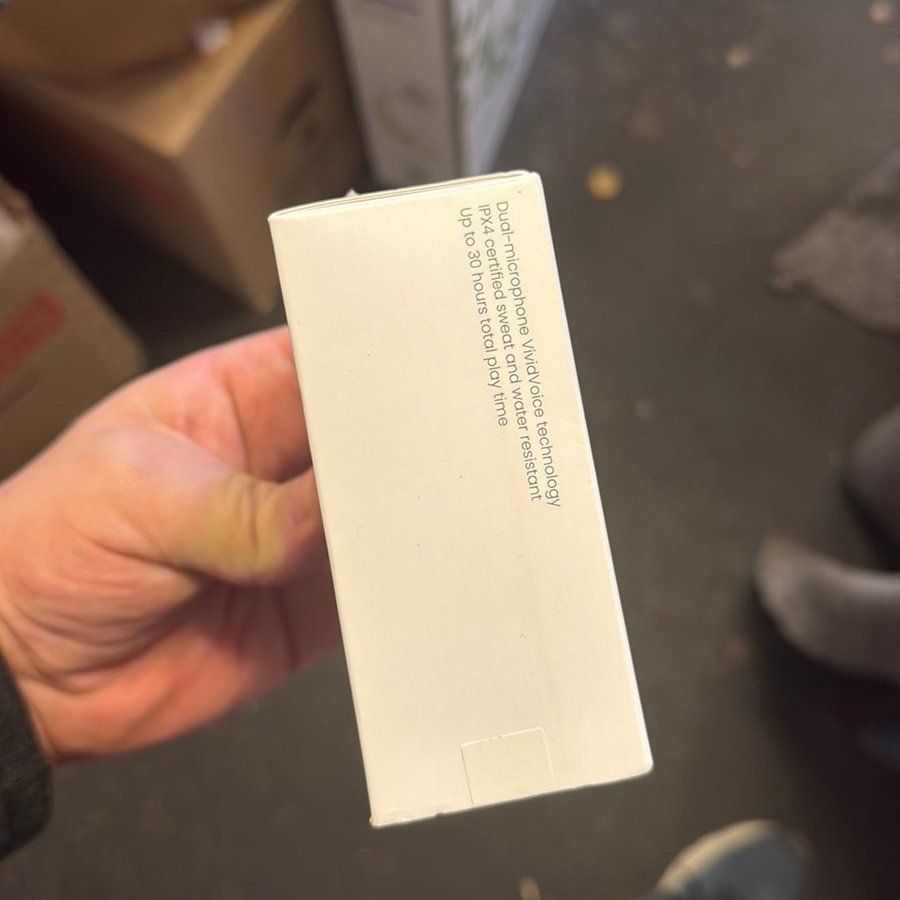 Dual-microphone VividVoice technology
IPX4 certified sweat and water resistant
Up to 30 hours total play time